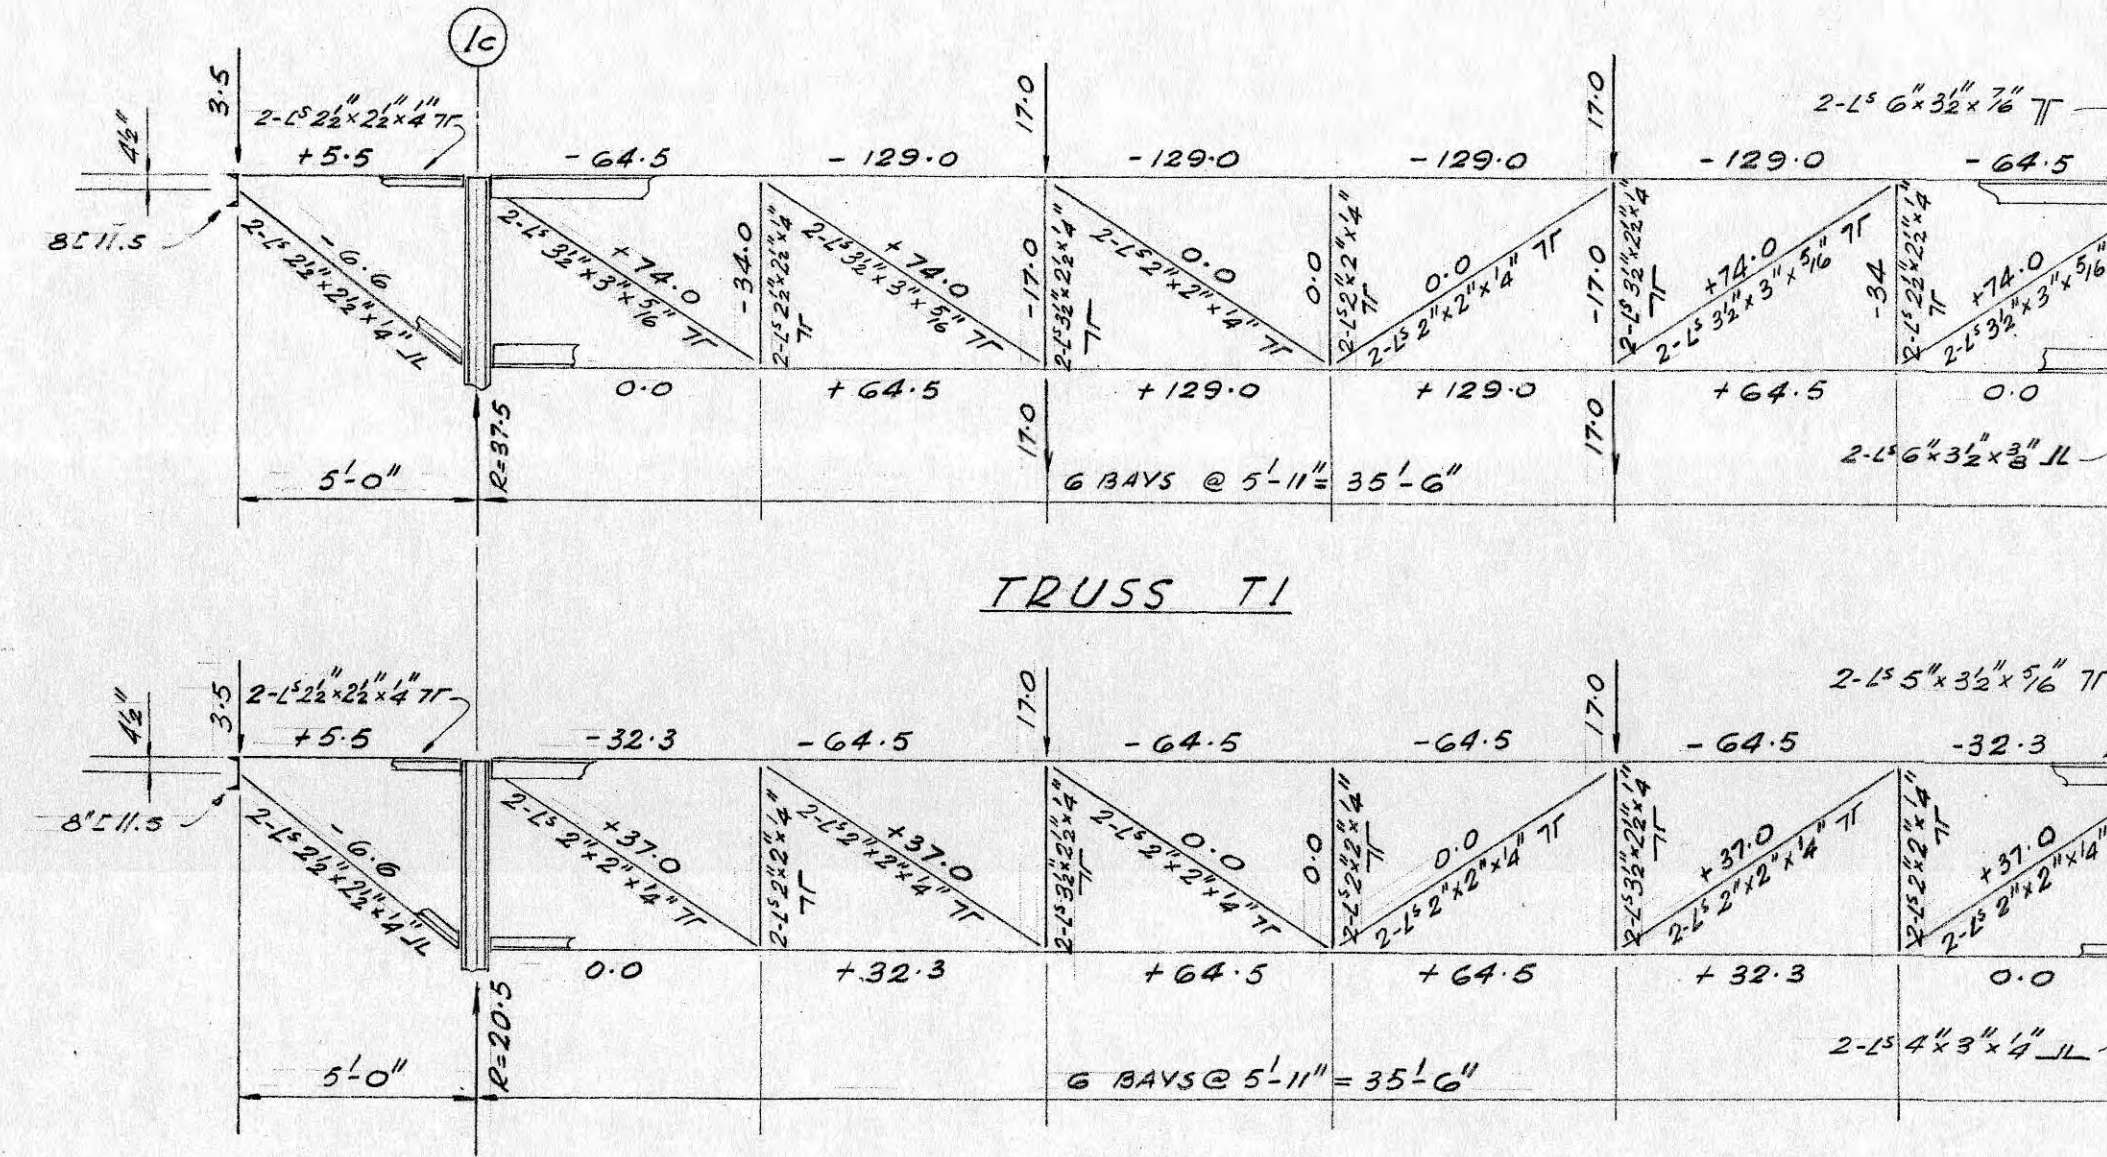 1c
3.5
4½"
2-Lˢ 2½"×2½"×¼" ⅂Γ
+5.5
-64.5
-129.0
17.0
-129.0
-129.0
17.0
-129.0
2-Lˢ 6"×3½"×7/16" ⅂Γ
-64.5
8[11.5
-6.6
2-Lˢ 2½"×2½"×¼" ⅃L
+74.0
2-Lˢ 3½"×3"×5/16" ⅂Γ
-34.0
2-Lˢ 2½"×2½"×¼" ⅂Γ
+74.0
2-Lˢ 3½"×3"×5/16" ⅂Γ
-17.0
2-Lˢ 3½"×2½"×¼" ⅂Γ
0.0
2-Lˢ 2"×2"×¼" ⅂Γ
0.0
2-Lˢ 2"×2"×¼" ⅂Γ
0.0
2-Lˢ 2"×2"×¼" ⅂Γ
-17.0
2-Lˢ 3½"×2½"×¼" ⅂Γ
+74.0
2-Lˢ 3½"×3"×5/16" ⅂Γ
-34
2-Lˢ 2½"×2½"×¼" ⅂Γ
+74.0
2-Lˢ 3½"×3"×5/16"
0.0
+64.5
+129.0
+129.0
+64.5
0.0
R=37.5
17.0
17.0
2-Lˢ 6"×3½"×⅜" ⅃L
5'-0"
6 BAYS @ 5'-11" = 35'-6"
TRUSS T1
3.5
4½"
2-Lˢ 2½"×2½"×¼" ⅂Γ
+5.5
-32.3
-64.5
17.0
-64.5
-64.5
17.0
-64.5
2-Lˢ 5"×3½"×5/16" ⅂Γ
-32.3
8"[11.5
-6.6
2-Lˢ 2½"×2½"×¼" ⅃L
+37.0
2-Lˢ 2"×2"×¼" ⅂Γ
2-Lˢ 2"×2"×¼" ⅂Γ
+37.0
2-Lˢ 2"×2"×¼" ⅂Γ
2-Lˢ 3½"×2½"×¼" ⅂Γ
0.0
2-Lˢ 2"×2"×¼" ⅂Γ
0.0
2-Lˢ 2"×2"×¼" ⅂Γ
0.0
2-Lˢ 2"×2"×¼" ⅂Γ
2-Lˢ 3½"×2½"×¼" ⅂Γ
+37.0
2-Lˢ 2"×2"×¼" ⅂Γ
2-Lˢ 2"×2"×¼" ⅂Γ
+37.0
2-Lˢ 2"×2"×¼"
0.0
+32.3
+64.5
+64.5
+32.3
0.0
R=20.5
2-Lˢ 4"×3"×¼" ⅃L
5'-0"
6 BAYS @ 5'-11" = 35'-6"